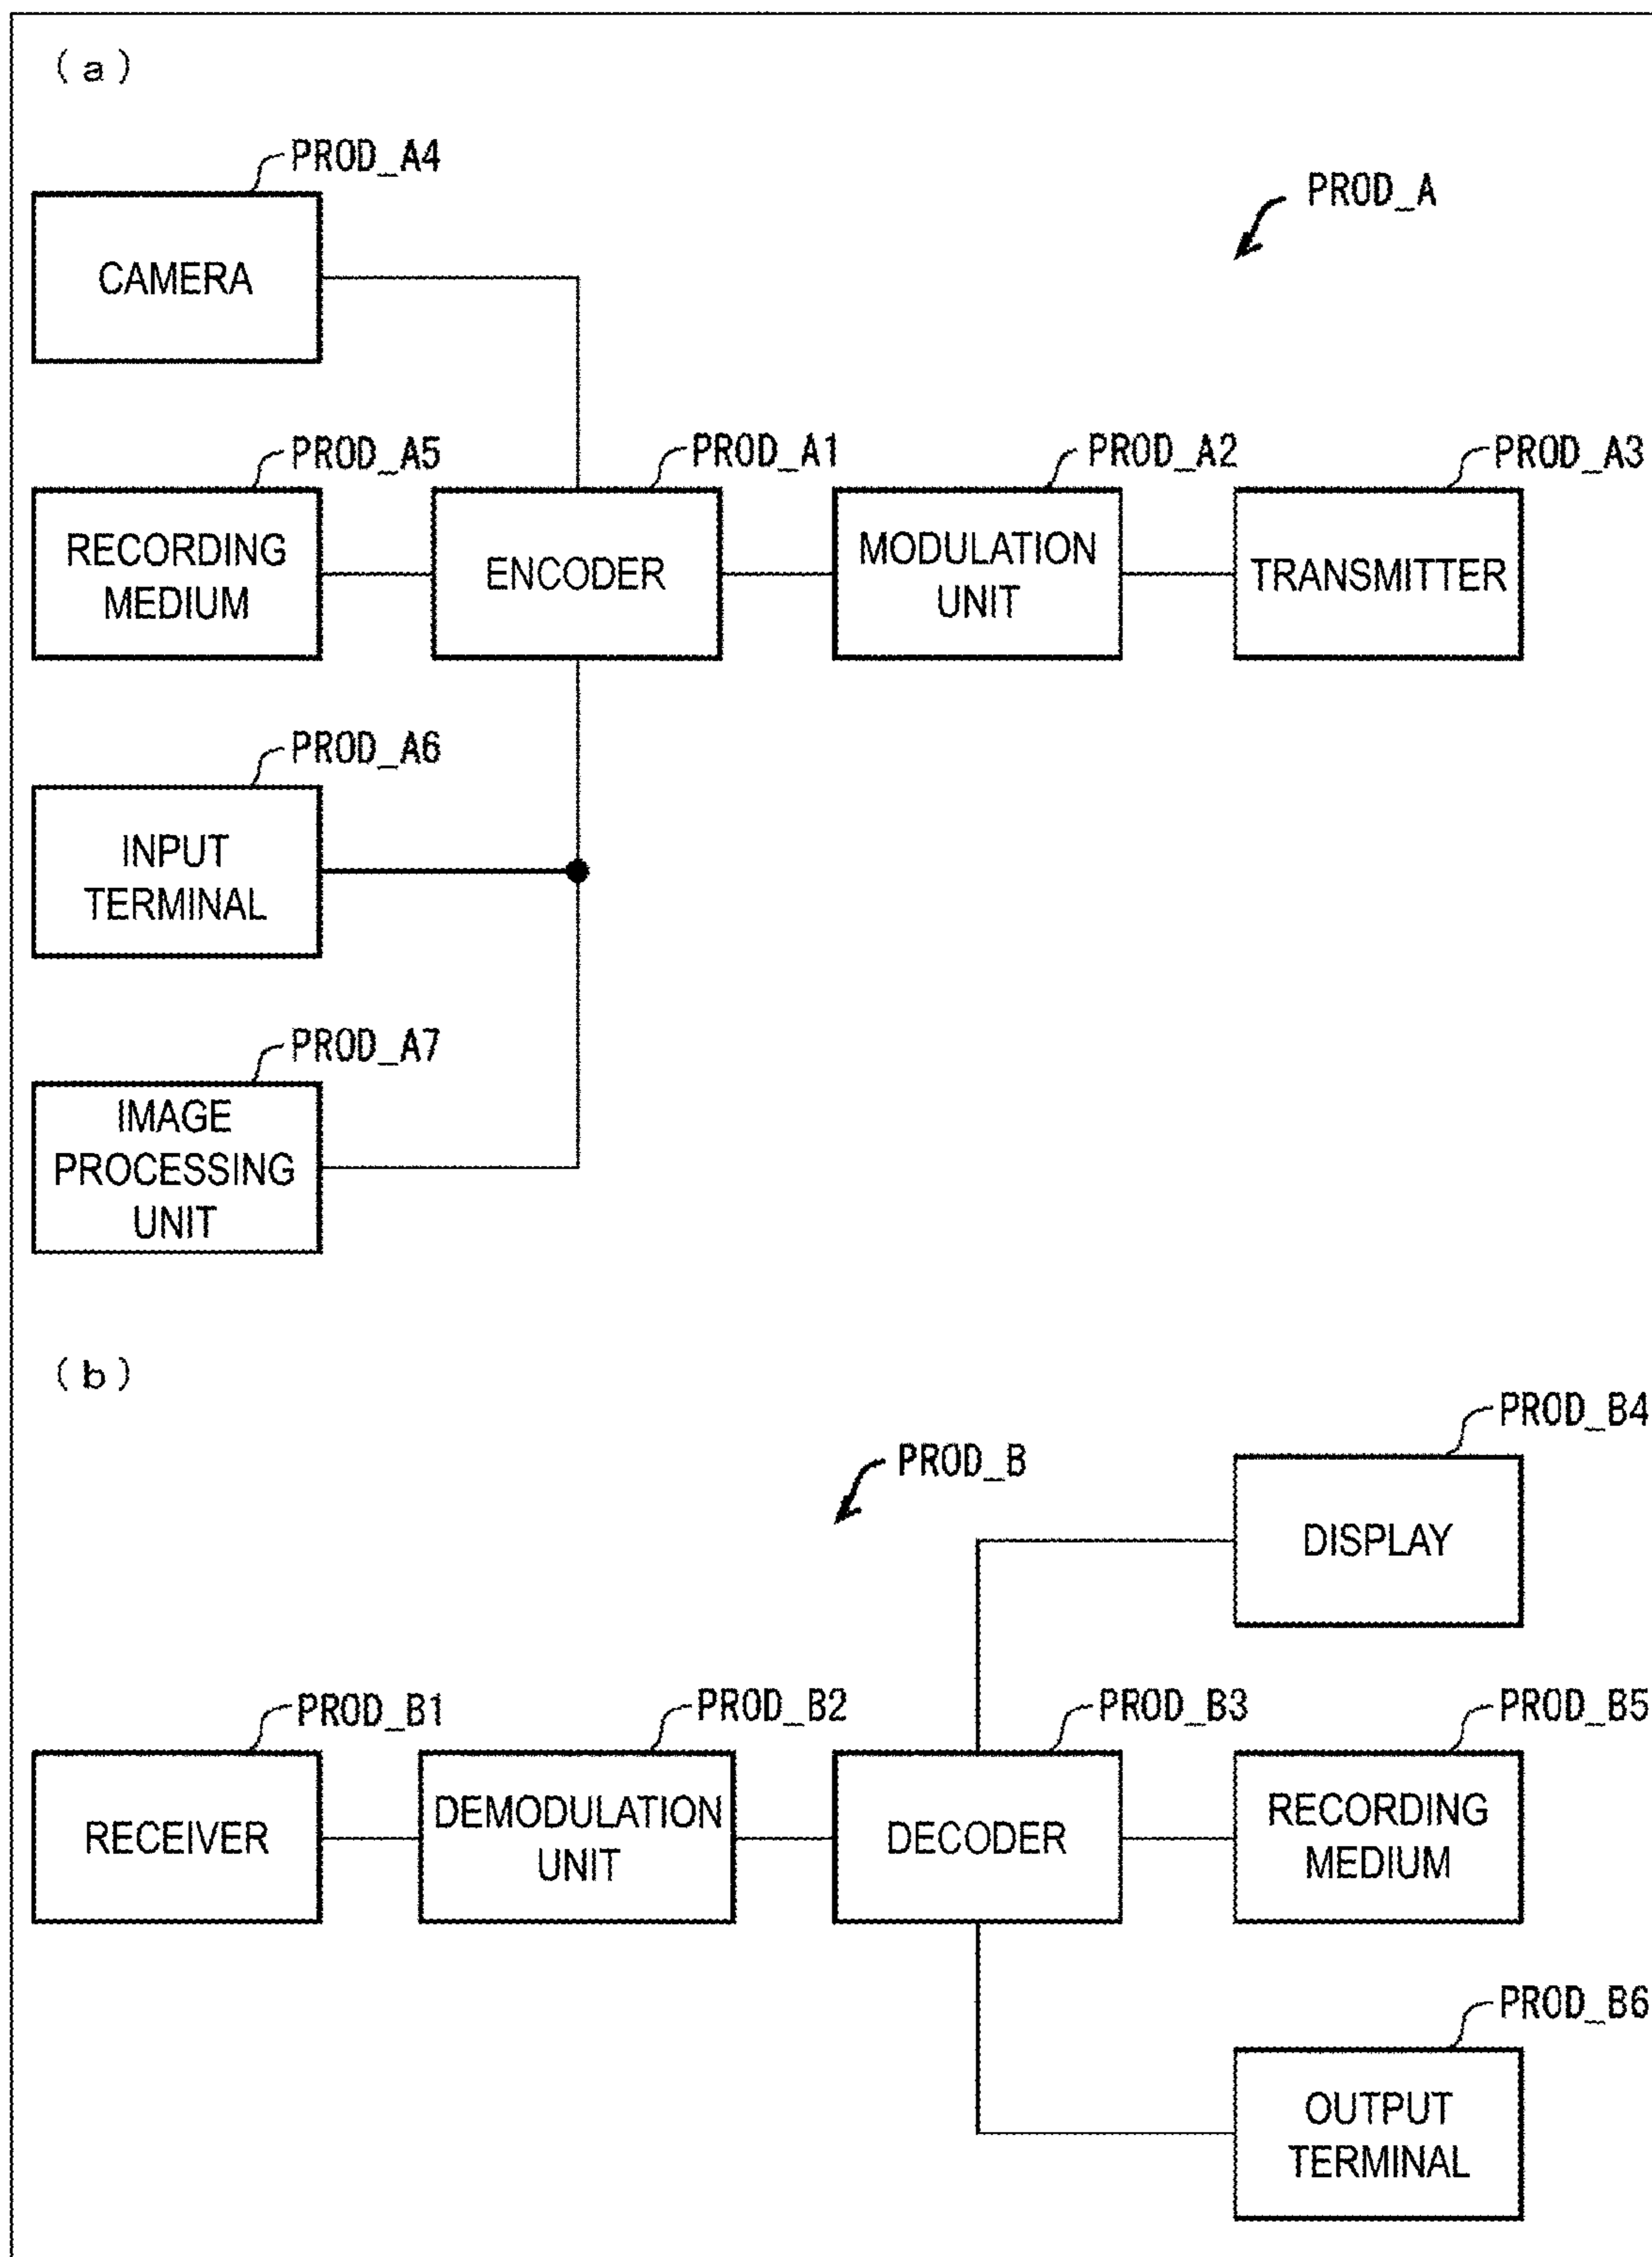 (a)
PROD_A4
PROD_A
CAMERA
PROD_A5
PROD_A1
PROD_A2
PROD_A3
RECORDING
MEDIUM
ENCODER
MODULATION
UNIT
TRANSMITTER
PROD_A6
INPUT
TERMINAL
PROD_A7
IMAGE
PROCESSING
UNIT
(b)
PROD_B4
PROD_B
DISPLAY
PROD_B1
PROD_B2
PROD_B3
PROD_B5
RECEIVER
DEMODULATION
UNIT
DECODER
RECORDING
MEDIUM
PROD_B6
OUTPUT
TERMINAL